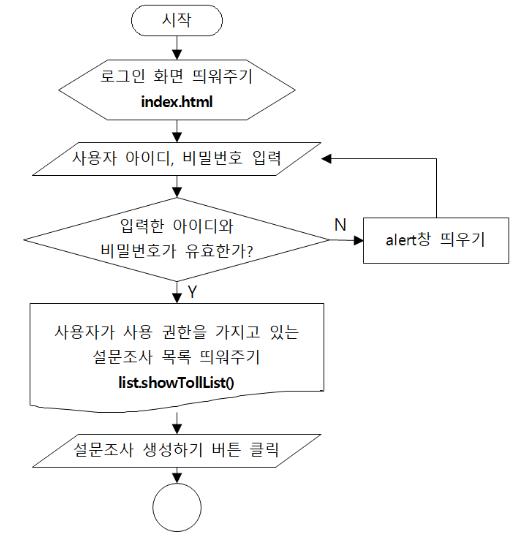 시작
로그인 화면 띄워주기
index.html
사용자 아이디, 비밀번호 입력
입력한 아이디와
비밀번호가 유효한가?
N
alert창 띄우기
Y
사용자가 사용 권한을 가지고 있는
설문조사 목록 띄워주기
list.showTollList()
설문조사 생성하기 버튼 클릭